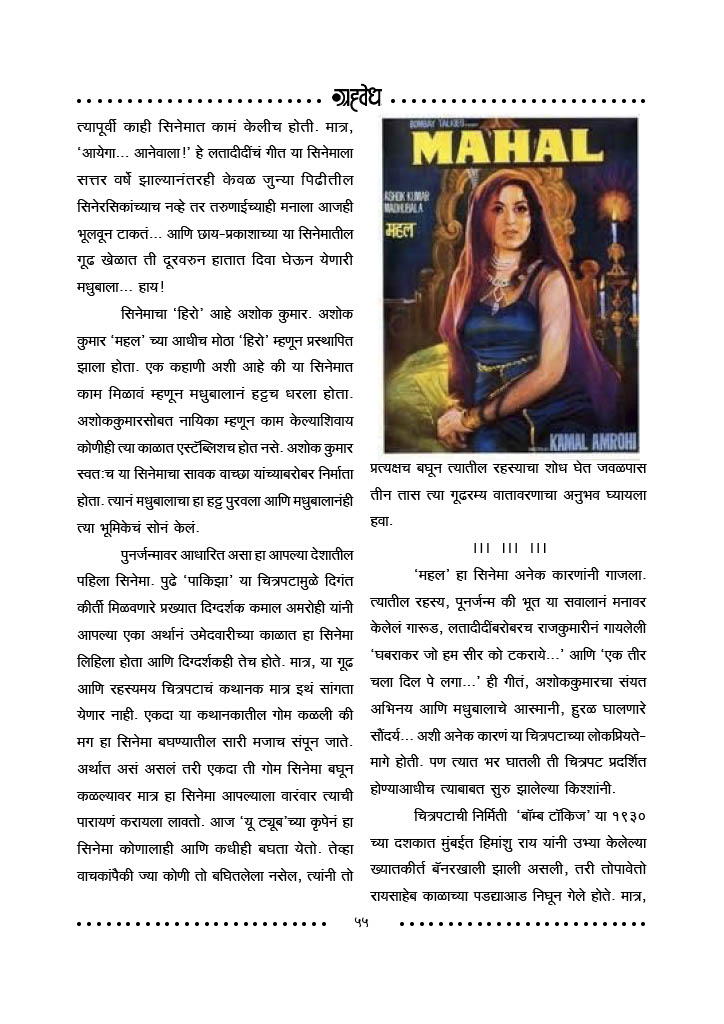 ग्रहवेध
त्यापूर्वी काही सिनेमात कामं केलीच होती. मात्र,
‘आयेगा... आनेवाला!’ हे लतादीदींचं गीत या सिनेमाला
सत्तर वर्षे झाल्यानंतरही केवळ जुन्या पिढीतील
सिनेरसिकांच्याच नव्हे तर तरुणाईच्याही मनाला आजही
भूलवून टाकतं... आणि छाय-प्रकाशाच्या या सिनेमातील
गूढ खेळात ती दूरवरुन हातात दिवा घेऊन येणारी
मधुबाला... हाय!
सिनेमाचा ‘हिरो’ आहे अशोक कुमार. अशोक
कुमार ‘महल’ च्या आधीच मोठा ‘हिरो’ म्हणून प्रस्थापित
झाला होता. एक कहाणी अशी आहे की या सिनेमात
काम मिळावं म्हणून मधुबालानं हट्टच धरला होता.
अशोककुमारसोबत नायिका म्हणून काम केल्याशिवाय
कोणीही त्या काळात एस्टॅब्लिशच होत नसे. अशोक कुमार
स्वतःच या सिनेमाचा सावक वाच्छा यांच्याबरोबर निर्माता
होता. त्यानं मधुबालाचा हा हट्ट पुरवला आणि मधुबालानंही
त्या भूमिकेचं सोनं केलं.
पुनर्जन्मावर आधारित असा हा आपल्या देशातील
पहिला सिनेमा. पुढे ‘पाकिझा’ या चित्रपटामुळे दिगंत
कीर्ती मिळवणारे प्रख्यात दिग्दर्शक कमाल अमरोही यांनी
आपल्या एका अर्थानं उमेदवारीच्या काळात हा सिनेमा
लिहिला होता आणि दिग्दर्शकही तेच होते. मात्र, या गूढ
आणि रहस्यमय चित्रपटाचं कथानक मात्र इथं सांगता
येणार नाही. एकदा या कथानकातील गोम कळली की
मग हा सिनेमा बघण्यातील सारी मजाच संपून जाते.
अर्थात असं असलं तरी एकदा ती गोम सिनेमा बघून
कळल्यावर मात्र हा सिनेमा आपल्याला वारंवार त्याची
पारायणं करायला लावतो. आज ‘यू ट्यूब’च्या कृपेनं हा
सिनेमा कोणालाही आणि कधीही बघता येतो. तेव्हा
वाचकांपैकी ज्या कोणी तो बघितलेला नसेल, त्यांनी तो
BOMBAY TALKIES
MAHAL
ASHOK KUMAR
MADHUBALA
महल
KAMAL AMROHI
प्रत्यक्षच बघून त्यातील रहस्याचा शोध घेत जवळपास
तीन तास त्या गूढरम्य वातावरणाचा अनुभव घ्यायला
हवा.
।।। ।।। ।।।
‘महल’ हा सिनेमा अनेक कारणांनी गाजला.
त्यातील रहस्य, पूनर्जन्म की भूत या सवालानं मनावर
केलेलं गारूड, लतादीदींबरोबरच राजकुमारीनं गायलेली
‘घबराकर जो हम सीर को टकराये...’ आणि ‘एक तीर
चला दिल पे लगा...’ ही गीतं, अशोककुमारचा संयत
अभिनय आणि मधुबालाचे आस्मानी, हुरळ घालणारे
सौंदर्य... अशी अनेक कारणं या चित्रपटाच्या लोकप्रियते-
मागे होती. पण त्यात भर घातली ती चित्रपट प्रदर्शित
होण्याआधीच त्याबाबत सुरु झालेल्या किश्शांनी.
चित्रपटाची निर्मिती ‘बॉम्ब टॉकिज’ या १९३०
च्या दशकात मुंबईत हिमांशु राय यांनी उभ्या केलेल्या
ख्यातकीर्त बॅनरखाली झाली असली, तरी तोपावेतो
रायसाहेब काळाच्या पडद्याआड निघून गेले होते. मात्र,
५५